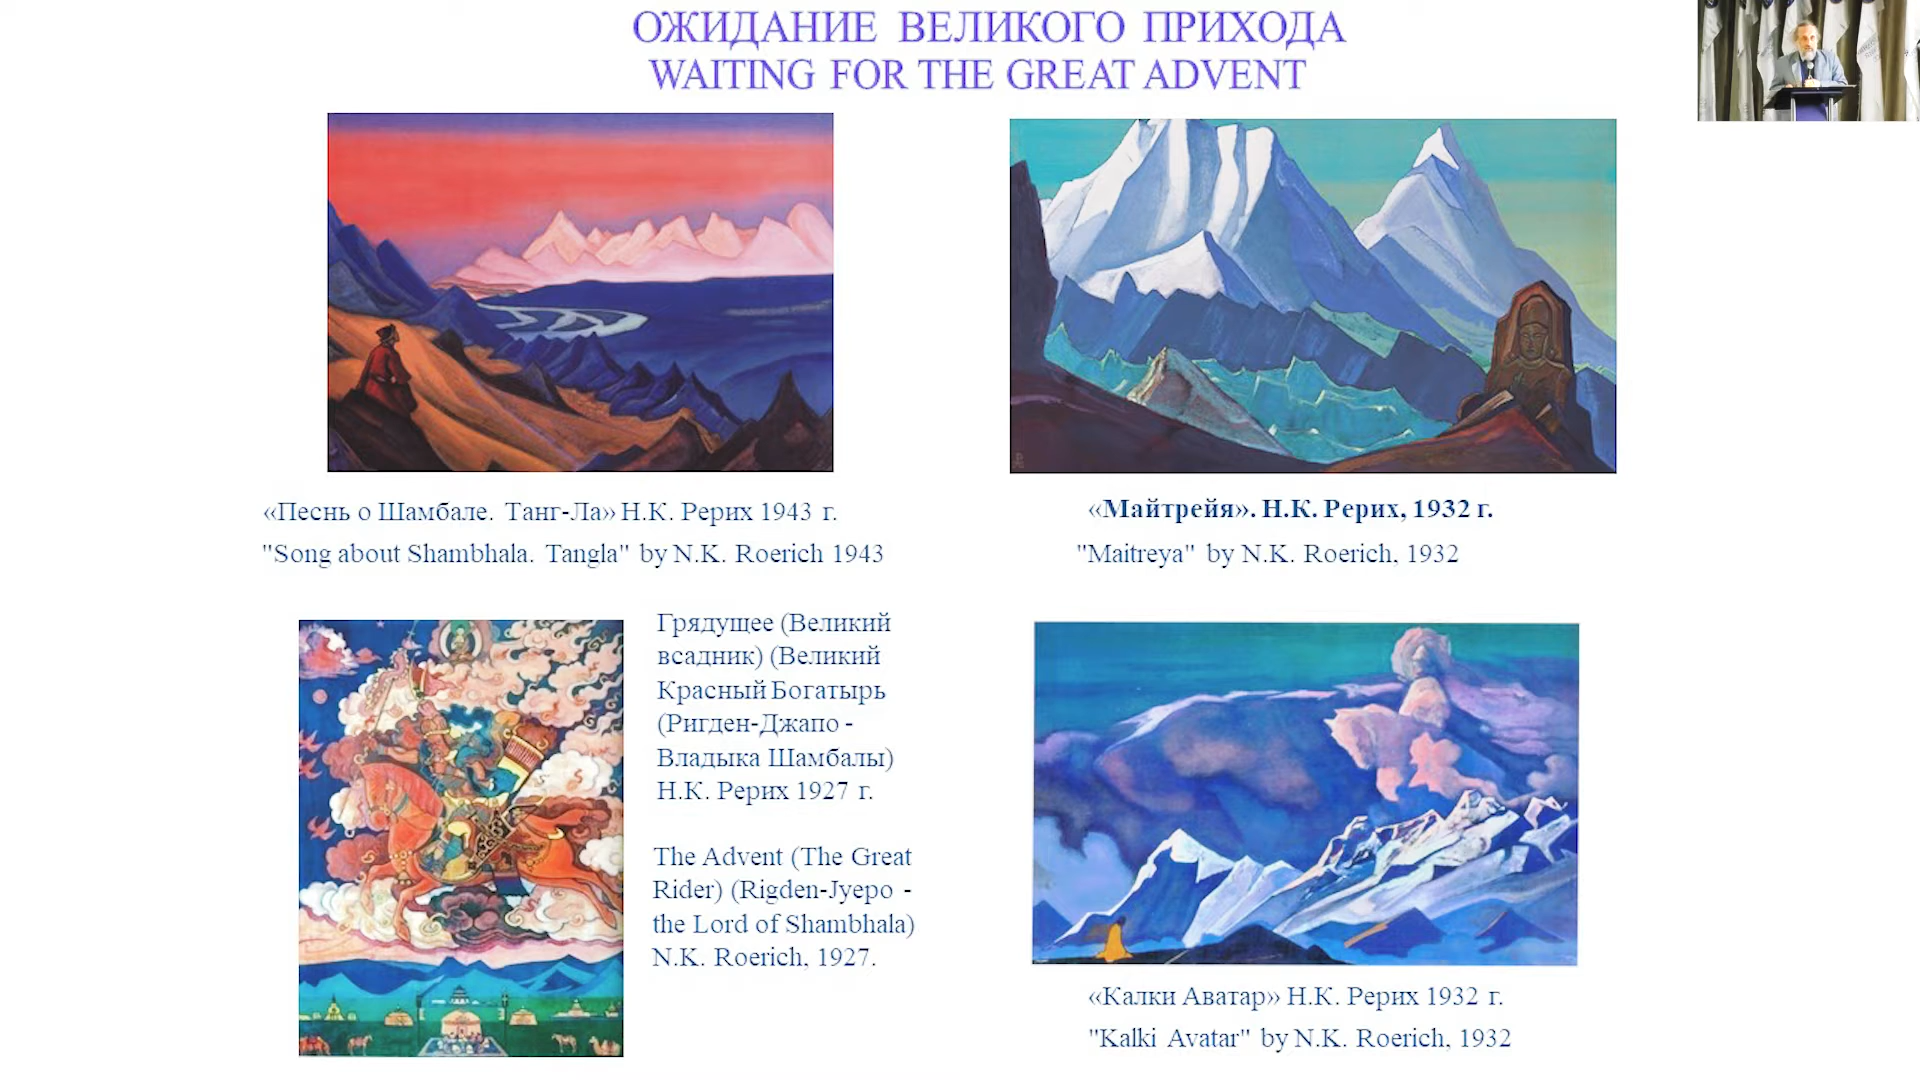 ОЖИДАНИЕ ВЕЛИКОГО ПРИХОДА
WAITING FOR THE GREAT ADVENT
«Песнь о Шамбале. Танг-Ла» Н.К. Рерих 1943 г.
"Song about Shambhala. Tangla" by N.K. Roerich 1943
«Майтрейя». Н.К. Рерих, 1932 г.
"Maitreya" by N.K. Roerich, 1932
Грядущее (Великий
всадник) (Великий
Красный Богатырь
(Ригден-Джапо -
Владыка Шамбалы)
Н.К. Рерих 1927 г.
The Advent (The Great
Rider) (Rigden-Jyepo -
the Lord of Shambhala)
N.K. Roerich, 1927.
«Калки Аватар» Н.К. Рерих 1932 г.
"Kalki Avatar" by N.K. Roerich, 1932